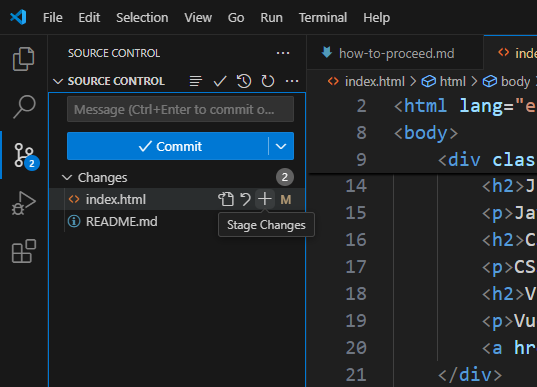 File Edit Selection View Go Run Terminal Help
SOURCE CONTROL
SOURCE CONTROL
Message (Ctrl+Enter to commit o...
Commit
Changes 2
index.html M
README.md
Stage Changes
2
how-to-proceed.md
index.html > html > body
2 <html lang="e
8 <body>
9 <div clas
14 <h2>J
15 <p>Ja
16 <h2>C
17 <p>CS
18 <h2>V
19 <p>Vu
20 <a hr
21 </div>